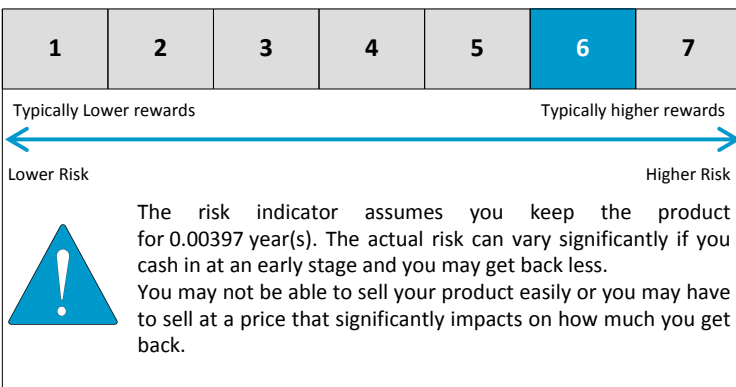 1 2 3 4 5 6 7
Typically Lower rewards Typically higher rewards
Lower Risk Higher Risk
The risk indicator assumes you keep the product
for 0.00397 year(s). The actual risk can vary significantly if you
cash in at an early stage and you may get back less.
You may not be able to sell your product easily or you may have
to sell at a price that significantly impacts on how much you get
back.